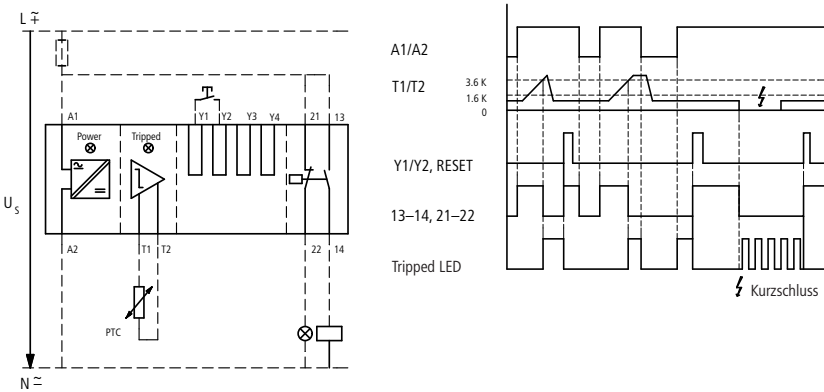 L ≂
A1
Y1 Y2 Y3 Y4
21 13
Power
Tripped
U_S
A2
T1 T2
22 14
PTC
N ≂
A1/A2
T1/T2
3.6 K
1.6 K
0
Y1/Y2, RESET
13–14, 21–22
Tripped LED
Kurzschluss